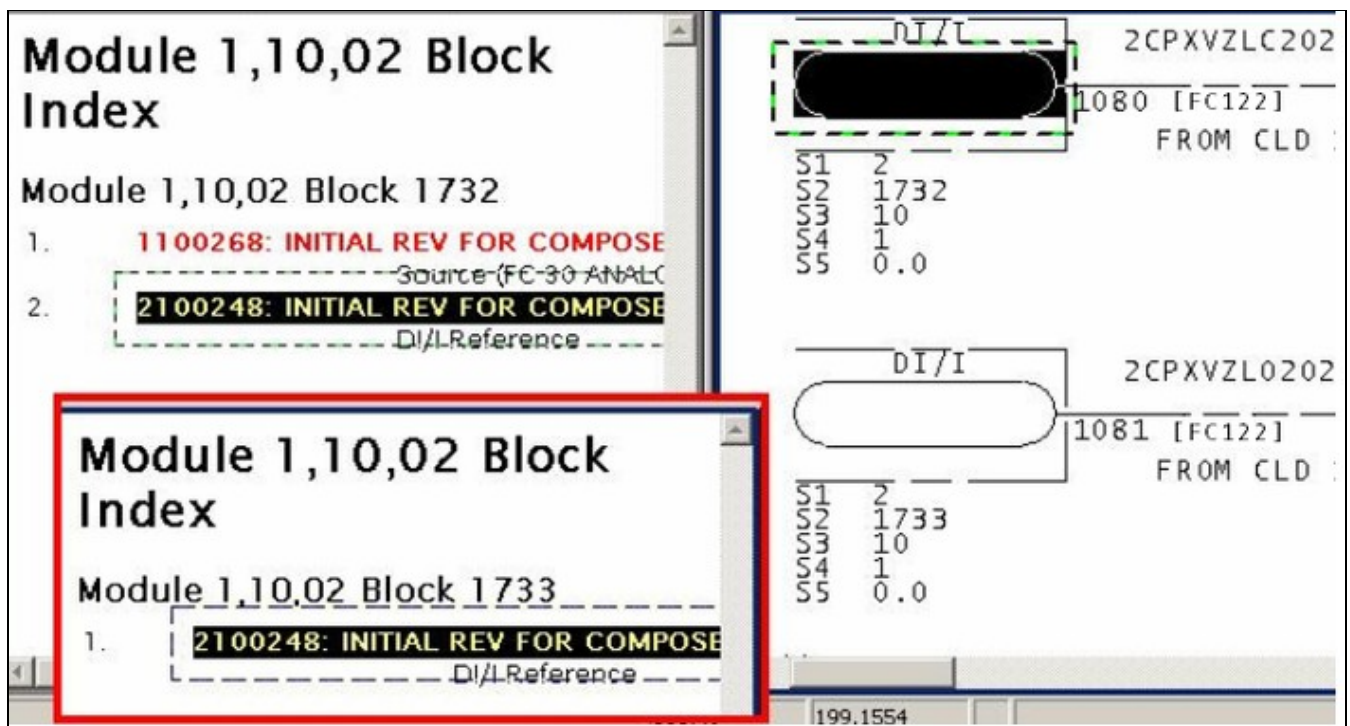 Module 1,10,02 Block
Index
Module 1,10,02 Block 1732
1. 1100268: INITIAL REV FOR COMPOSE
Source (FC 30 ANALO
2. 2100248: INITIAL REV FOR COMPOSE
DI/I Reference
Module 1,10,02 Block
Index
Module 1,10,02 Block 1733
1. 2100248: INITIAL REV FOR COMPOSE
DI/I Reference
DI/I
2CPXVZLC202
1080 [FC122]
FROM CLD
S1 2
S2 1732
S3 10
S4 1
S5 0.0
DI/I
2CPXVZL0202
1081 [FC122]
FROM CLD
S1 2
S2 1733
S3 10
S4 1
S5 0.0
199,1554